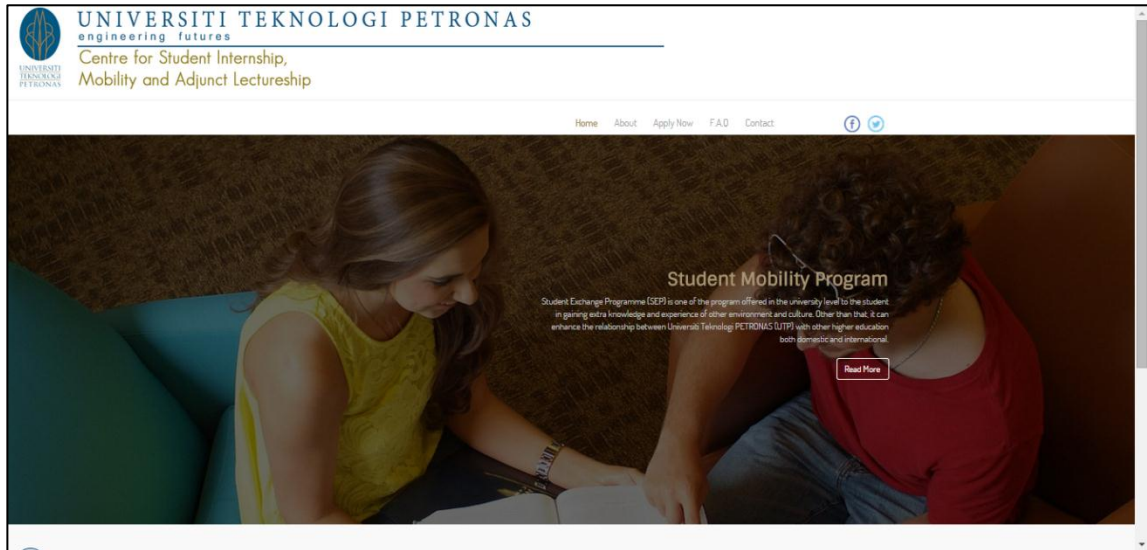 UNIVERSITI TEKNOLOGI PETRONAS
engineering futures
Centre for Student Internship,
Mobility and Adjunct Lectureship
UNIVERSITI
TEKNOLOGI
PETRONAS
Home About Apply Now F.A.Q Contact
Student Mobility Program
Student Exchange Programme (SEP) is one of the program offered in the university level to the student
in gaining extra knowledge and experience of other environment and culture. Other than that, it can
enhance the relationship between Universiti Teknologi PETRONAS (UTP) with other higher education
both domestic and international.
Read More